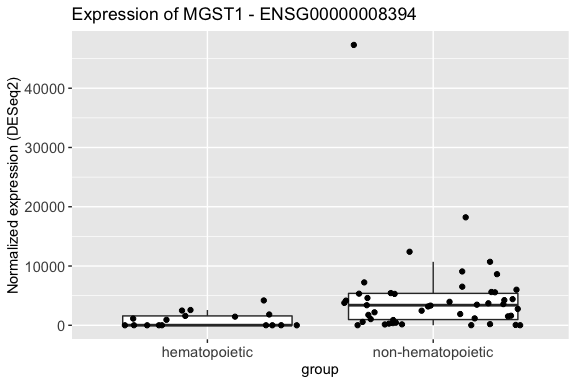 Expression of MGST1 - ENSG00000008394
Normalized expression (DESeq2)
40000
30000
20000
10000
0
hematopoietic
non-hematopoietic
group